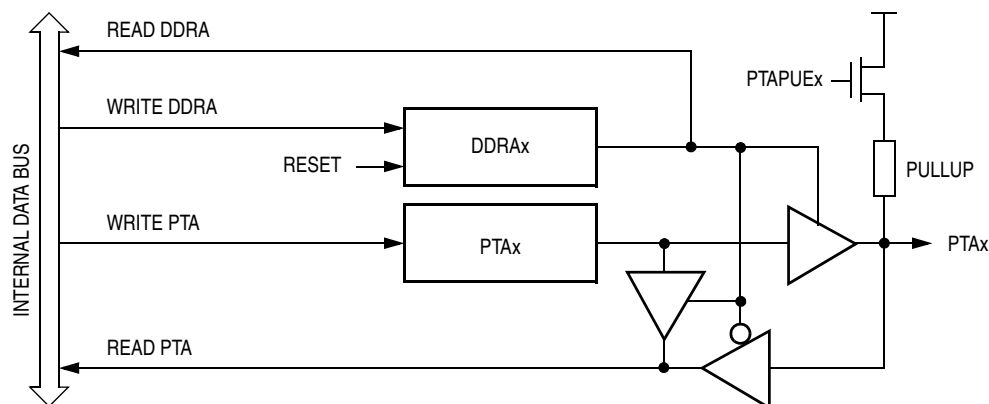 READ DDRA
PTAPUEx
WRITE DDRA
DDRAx
RESET
PULLUP
INTERNAL DATA BUS
WRITE PTA
PTAx
PTAx
READ PTA